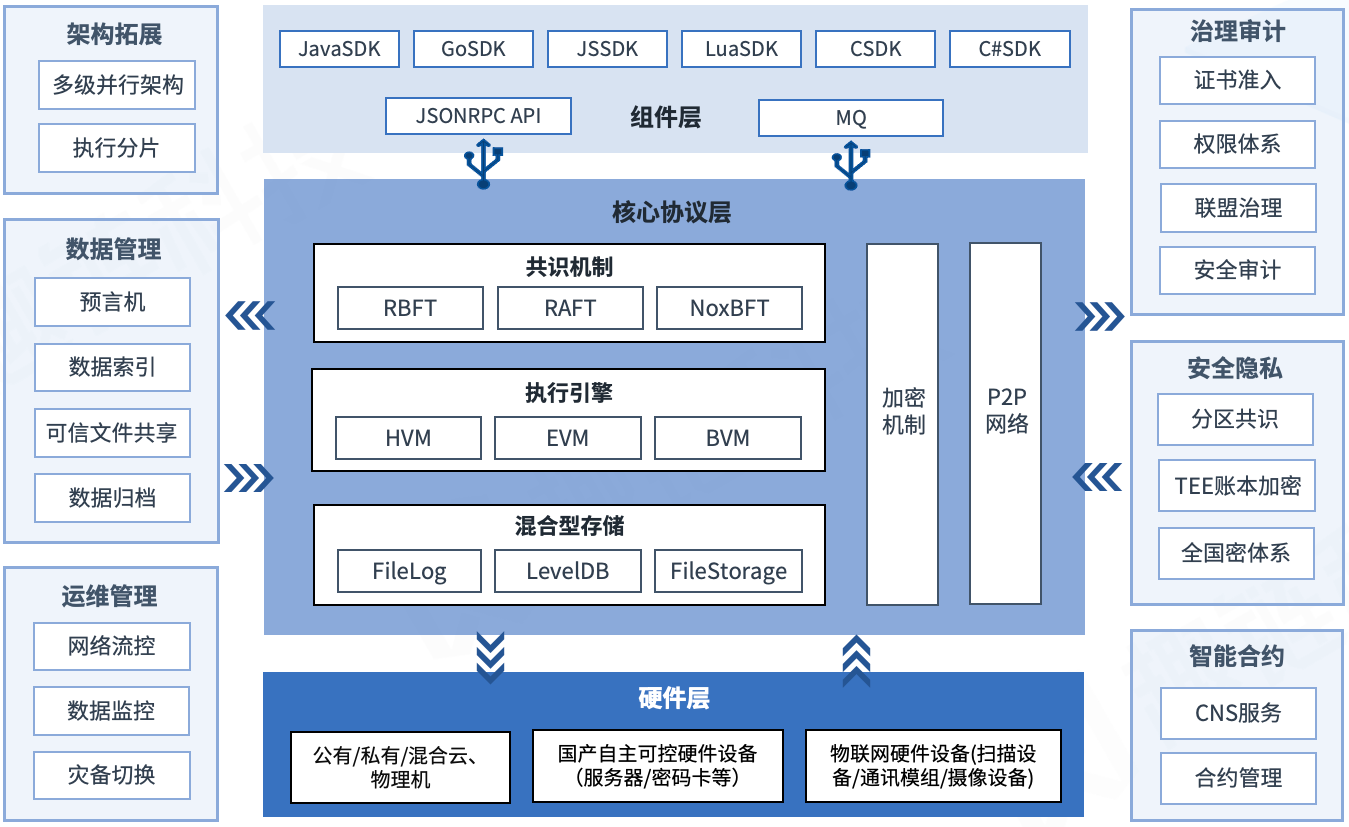 架构拓展
多级并行架构
执行分片
数据管理
预言机
数据索引
可信文件共享
数据归档
运维管理
网络流控
数据监控
灾备切换
JavaSDK
GoSDK
JSSDK
LuaSDK
CSDK
C#SDK
JSONRPC API
组件层
MQ
核心协议层
共识机制
RBFT
RAFT
NoxBFT
执行引擎
HVM
EVM
BVM
混合型存储
FileLog
LevelDB
FileStorage
加密
机制
P2P
网络
硬件层
公有/私有/混合云、
物理机
国产自主可控硬件设备
（服务器/密码卡等）
物联网硬件设备(扫描设
备/通讯模组/摄像设备)
治理审计
证书准入
权限体系
联盟治理
安全审计
安全隐私
分区共识
TEE账本加密
全国密体系
智能合约
CNS服务
合约管理